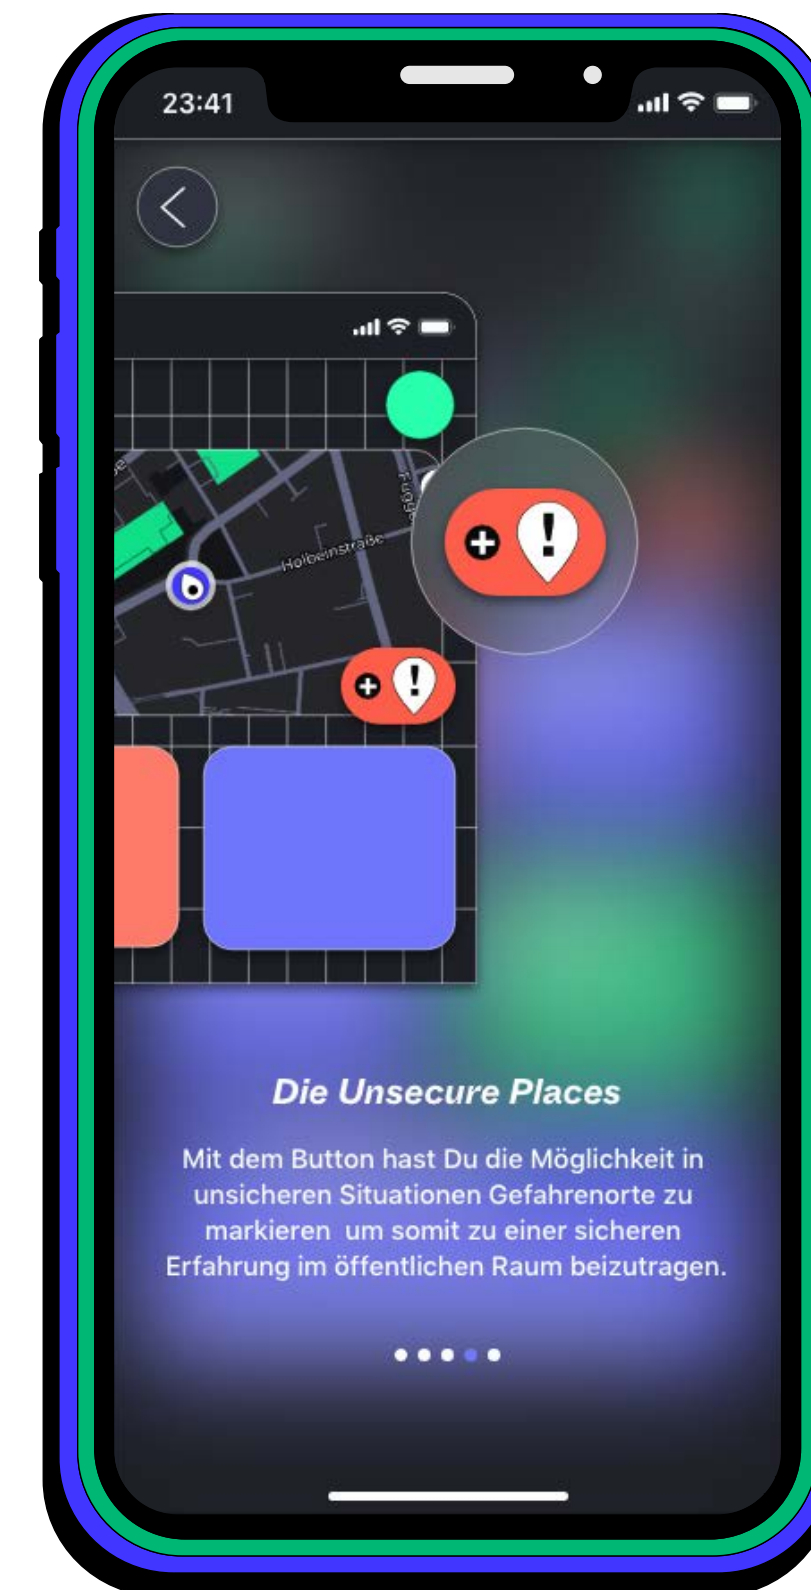 23:41
Fugge
Holbeinstraße
!
!
Die Unsecure Places
Mit dem Button hast Du die Möglichkeit in
unsicheren Situationen Gefahrenorte zu
markieren  um somit zu einer sicheren
Erfahrung im öffentlichen Raum beizutragen.